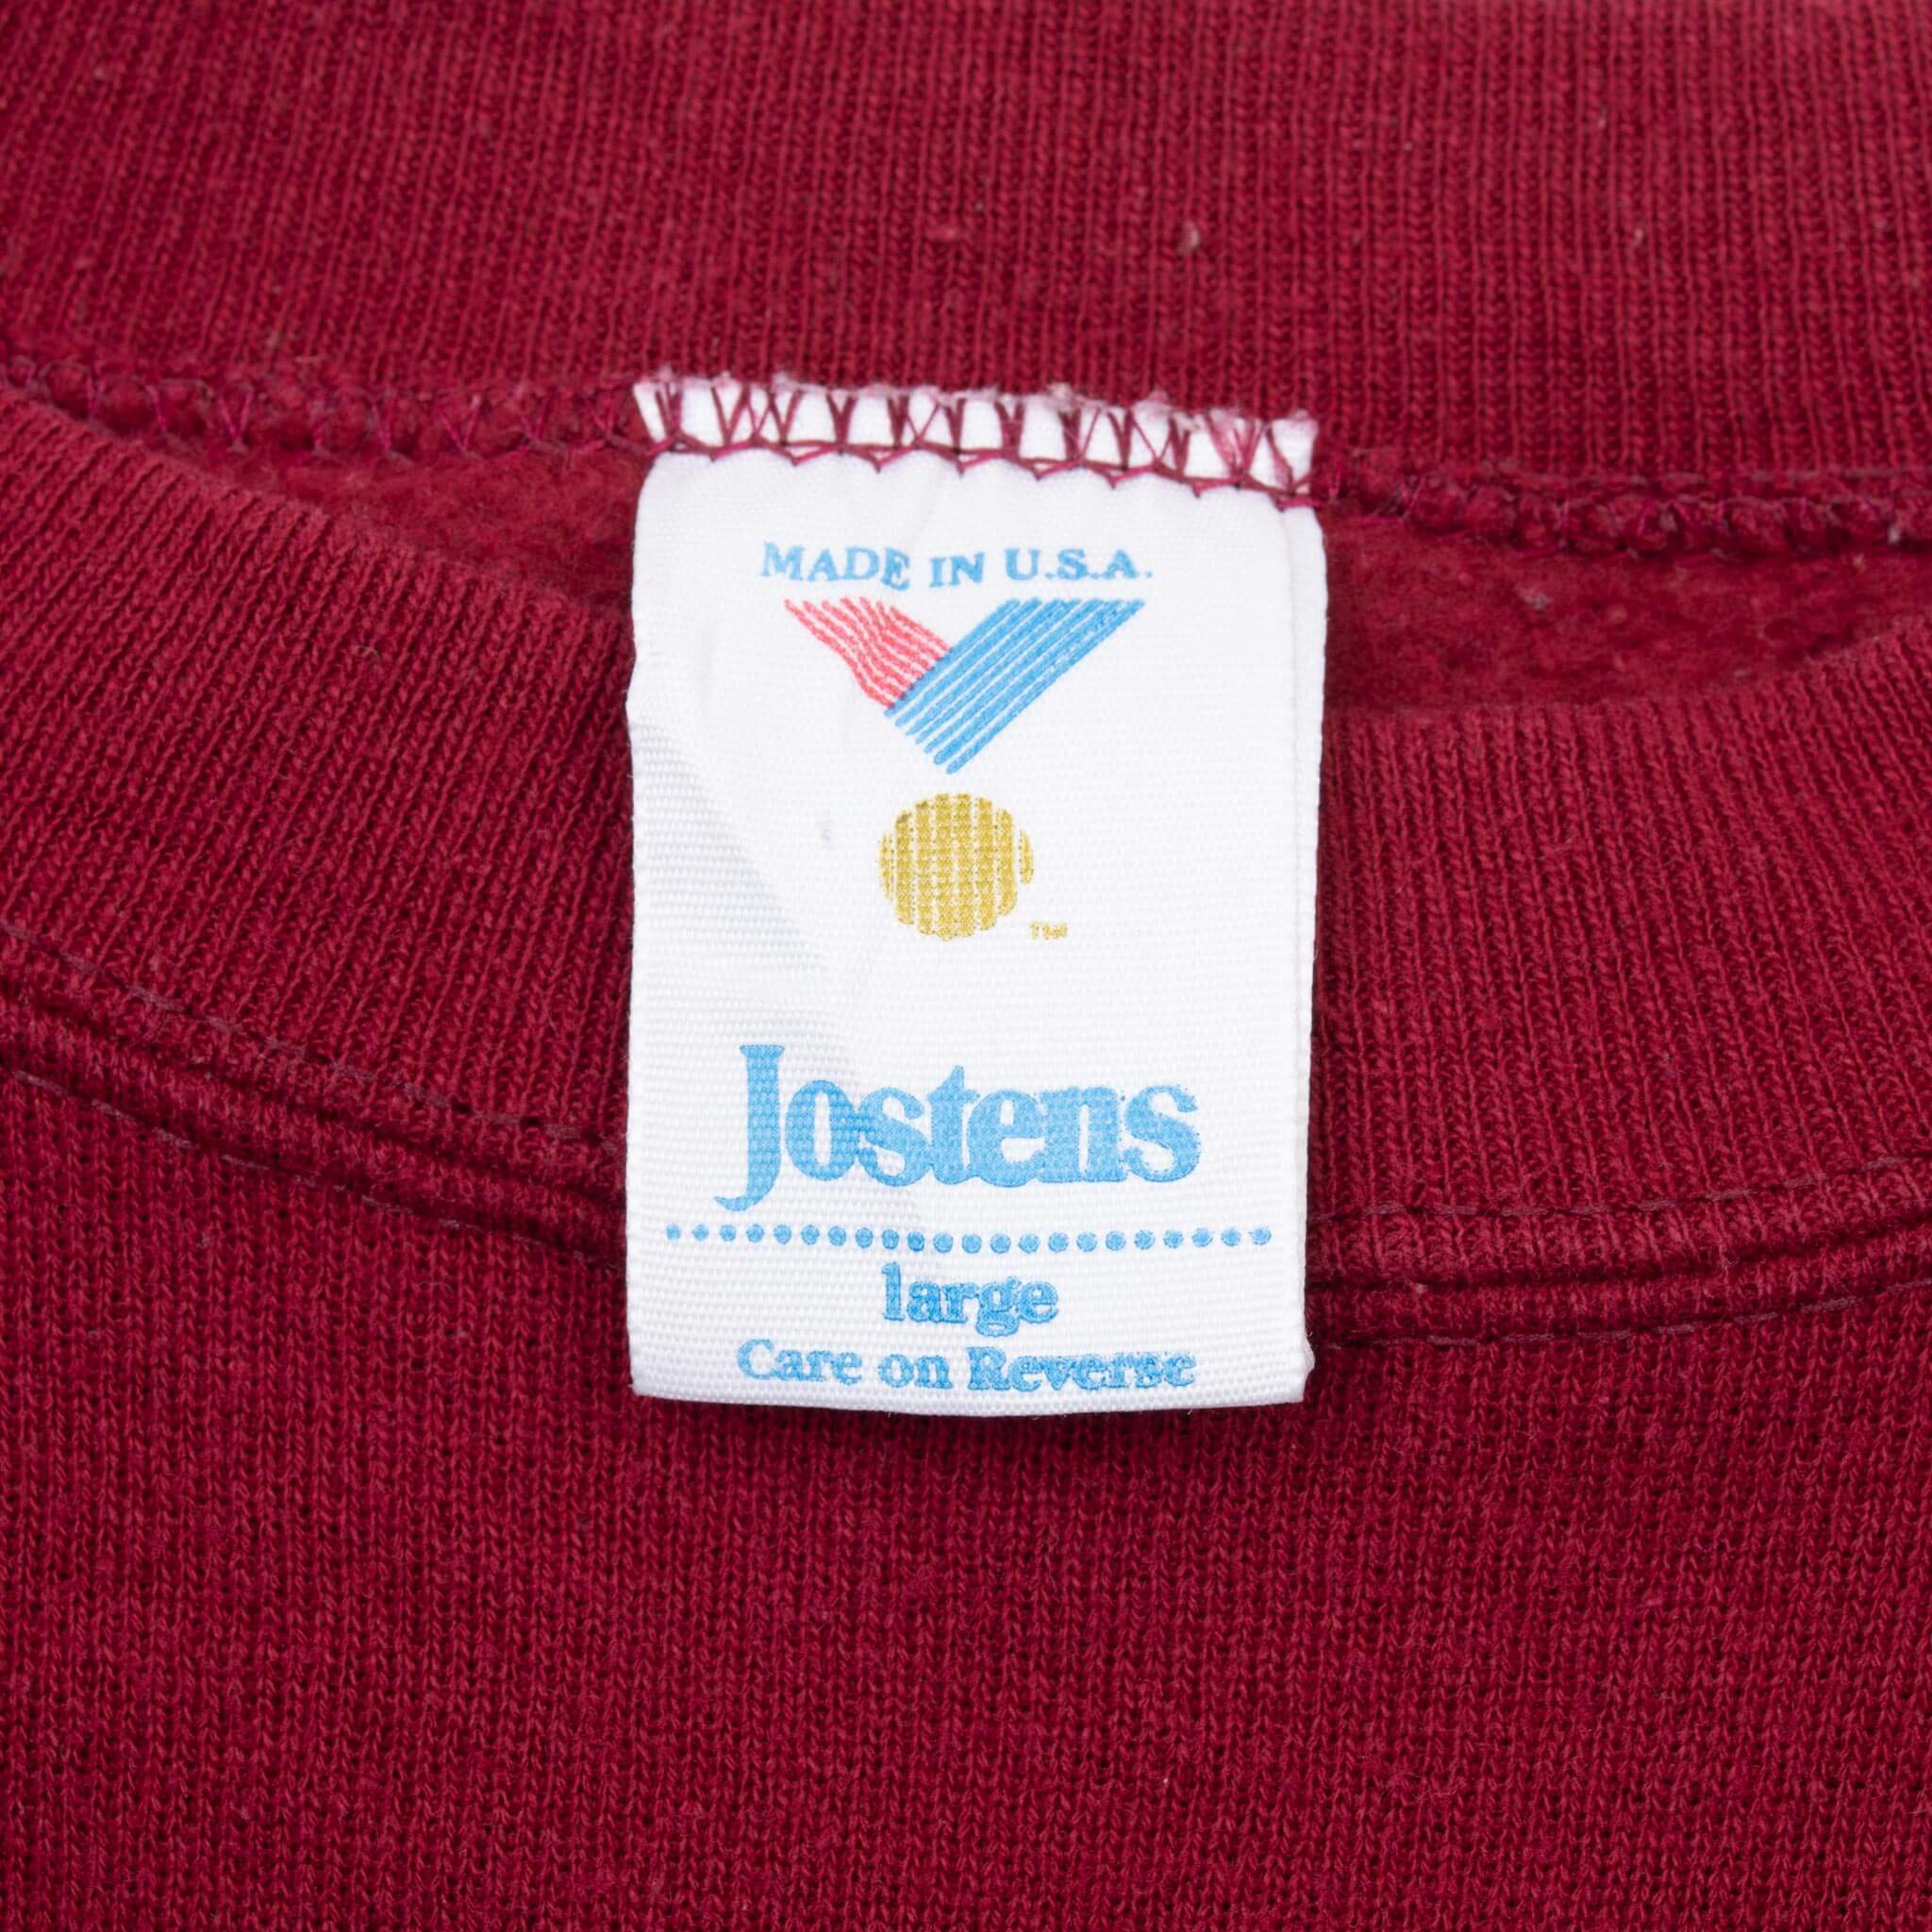 MADE IN U.S.A.
TM
Jostens
large
Care on Reverse